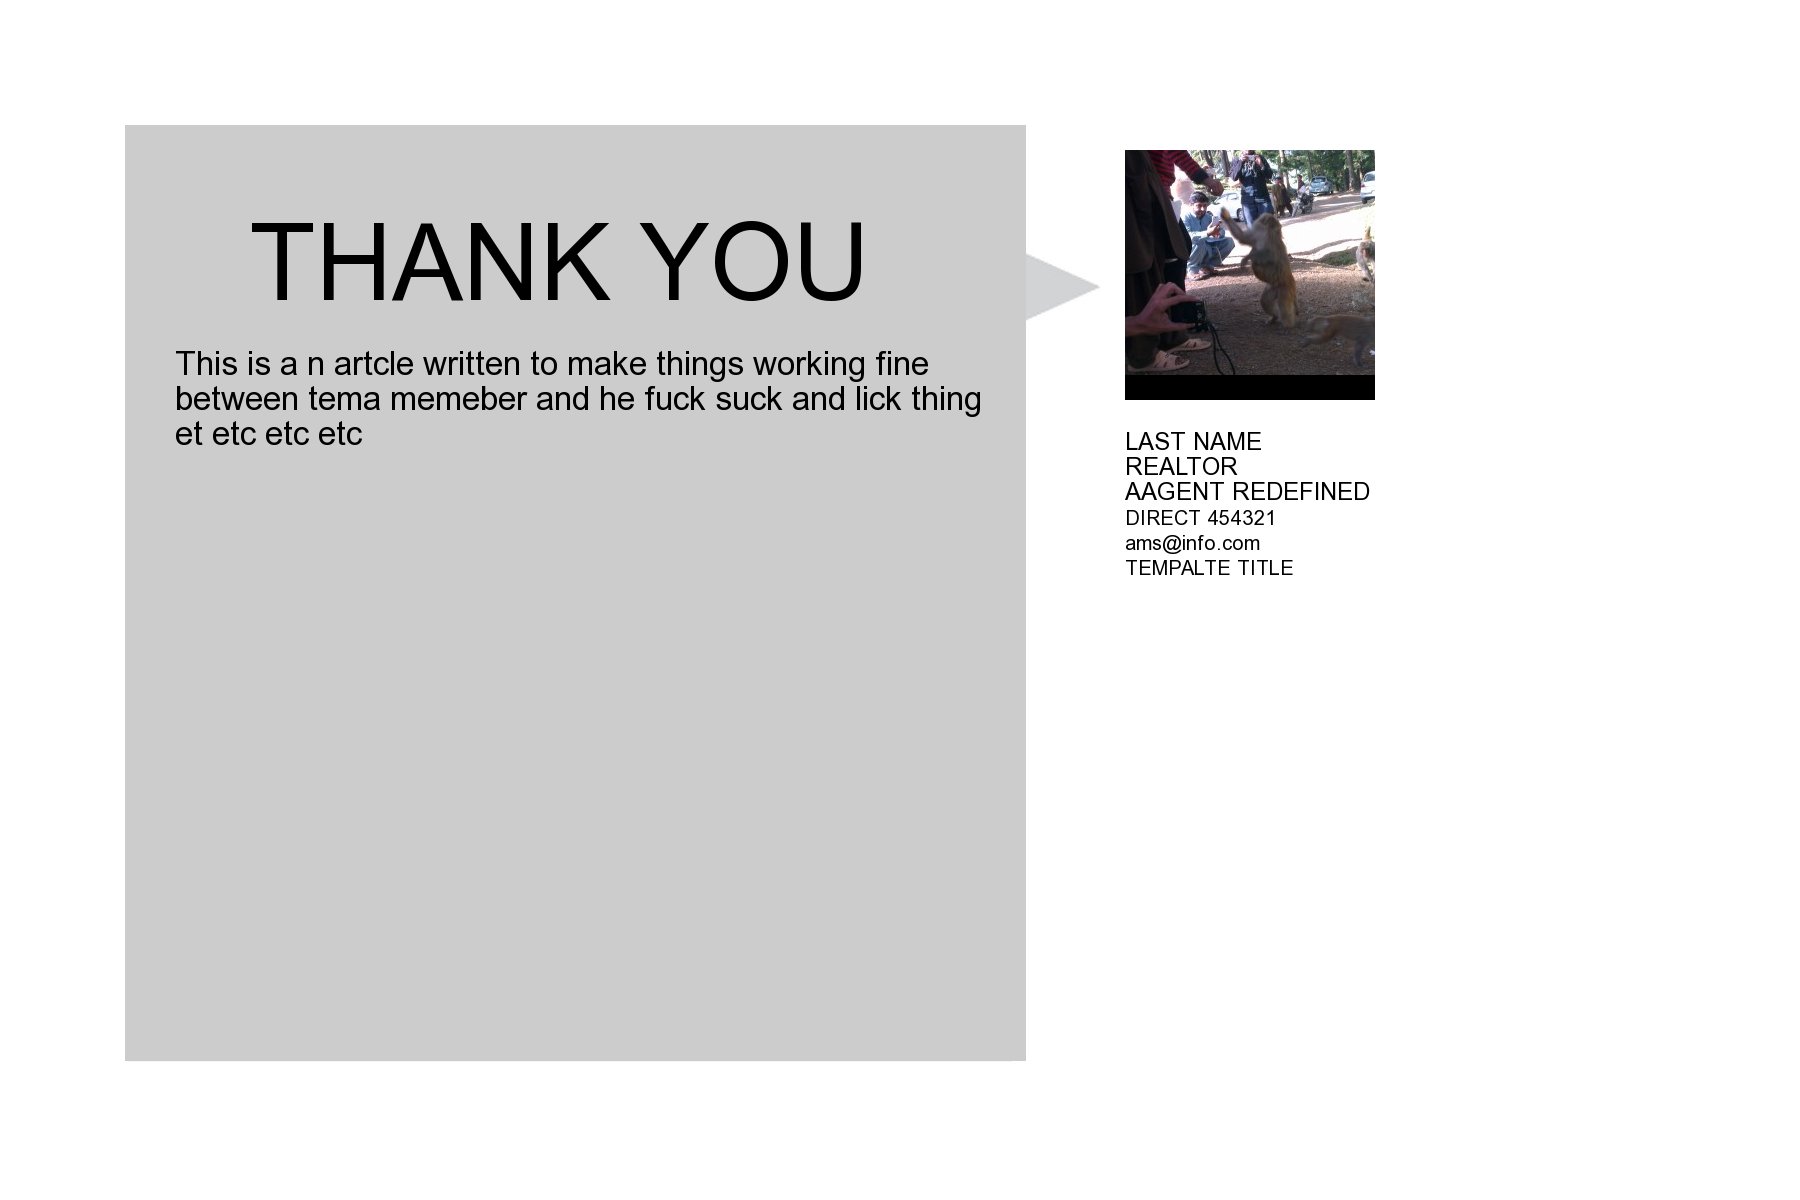 THANK YOU
This is a n artcle written to make things working fine
between tema memeber and he fuck suck and lick thing
et etc etc etc
LAST NAME
REALTOR
AAGENT REDEFINED
DIRECT 454321
ams@info.com
TEMPALTE TITLE